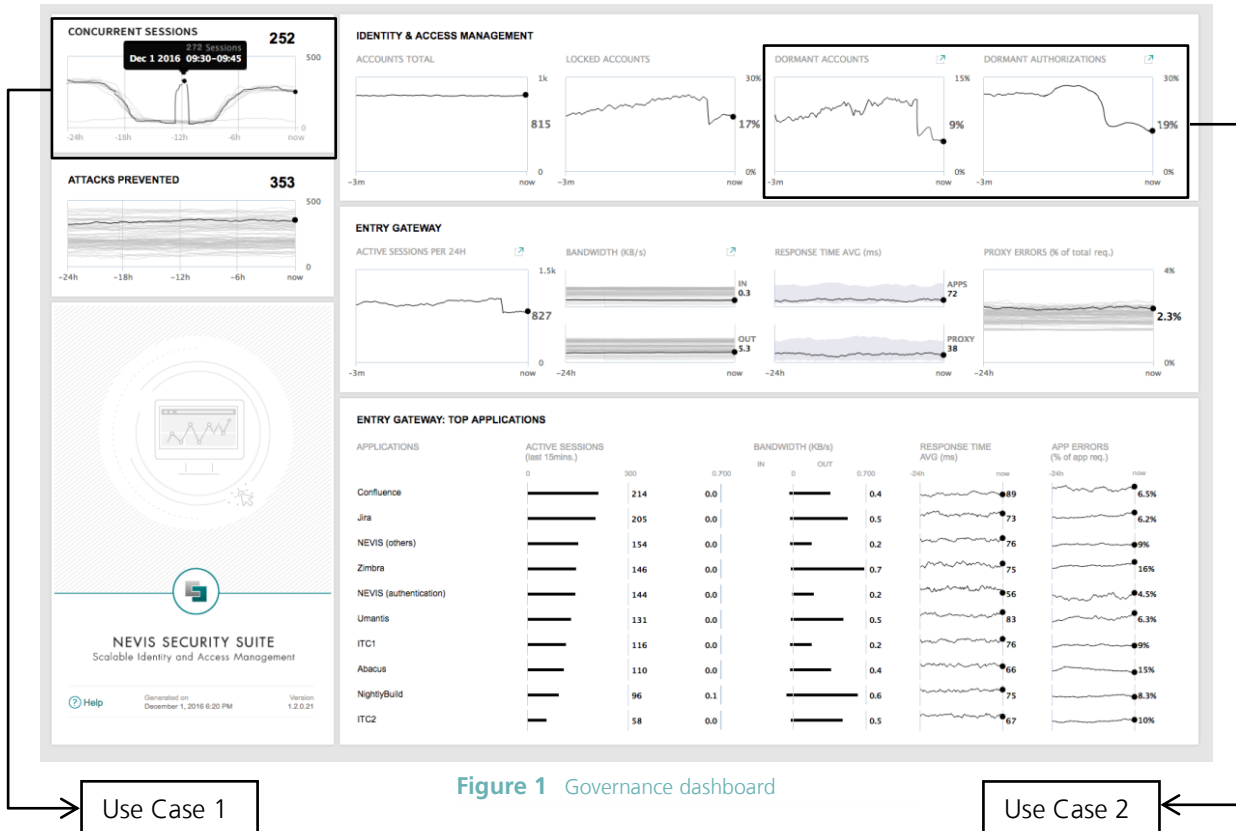 CONCURRENT SESSIONS 252
272 Sessions
Dec 1 2016 09:30–09:45
500
0
-24h -18h -12h -6h now
ATTACKS PREVENTED 353
500
0
-24h -18h -12h -6h now
NEVIS SECURITY SUITE
Scalable Identity and Access Management
? Help
Generated on
December 1, 2016 6:20 PM
Version
1.2.0.21
IDENTITY & ACCESS MANAGEMENT
ACCOUNTS TOTAL LOCKED ACCOUNTS DORMANT ACCOUNTS DORMANT AUTHORIZATIONS
1k 30% 15% 30%
815 17% 9% 19%
0 0% 0% 0%
-3m now -3m now -3m now -3m now
ENTRY GATEWAY
ACTIVE SESSIONS PER 24H BANDWIDTH (KB/s) RESPONSE TIME AVG (ms) PROXY ERRORS (% of total req.)
1.5k 4%
IN APPS
0.3 72
827 2.3%
OUT PROXY
5.3 38
0 0%
-3m now -24h now -24h now -24h now
ENTRY GATEWAY: TOP APPLICATIONS
APPLICATIONS ACTIVE SESSIONS BANDWIDTH (KB/s) RESPONSE TIME APP ERRORS
(last 15mins.) AVG (ms) (% of app req.)
IN OUT
0 300 0.700 0 0.700 -24h now -24h now
Confluence 214 0.0 0.4 89 6.5%
Jira 205 0.0 0.5 73 6.2%
NEVIS (others) 154 0.0 0.2 76 9%
Zimbra 146 0.0 0.7 75 16%
NEVIS (authentication) 144 0.0 0.2 56 4.5%
Umantis 131 0.0 0.5 83 6.3%
ITC1 116 0.0 0.2 76 9%
Abacus 110 0.0 0.4 66 15%
NightlyBuild 96 0.1 0.6 75 8.3%
ITC2 58 0.0 0.5 67 10%
Figure 1 Governance dashboard
Use Case 1
Use Case 2